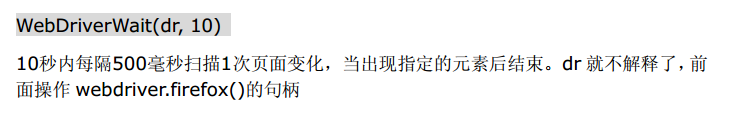 WebDriverWait(dr, 10)
10秒内每隔500毫秒扫描1次页面变化，当出现指定的元素后结束。dr 就不解释了，前
面操作 webdriver.firefox()的句柄